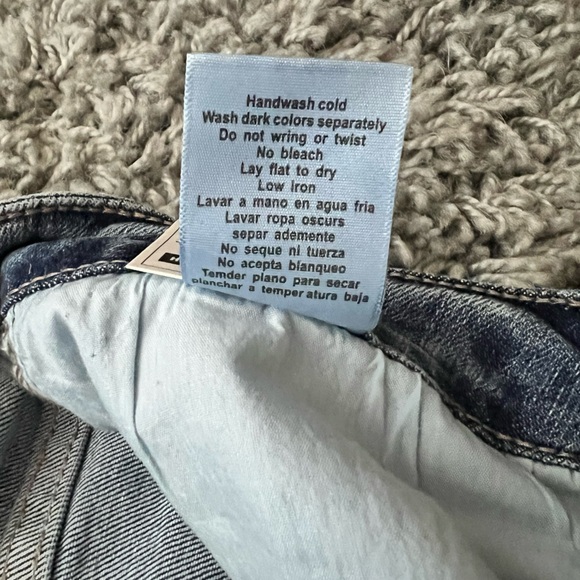 Handwash cold
Wash dark colors separately
Do not wring or twist
No bleach
Lay flat to dry
Low Iron
Lavar a mano en agua fria
Lavar ropa oscurs
separ ademente
No seque ni tuerza
No acepta blanqueo
Temder plano para secar
planchar a temper atura baja